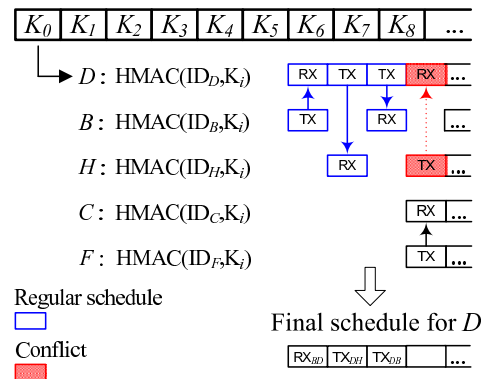 K0 K1 K2 K3 K4 K5 K6 K7 K8 ...
D : HMAC(IDD,Ki) RX TX TX RX ...
B : HMAC(IDB,Ki) TX RX ...
H : HMAC(IDH,Ki) RX TX ...
C : HMAC(IDC,Ki) RX ...
F : HMAC(IDF,Ki) TX ...
Regular schedule
Final schedule for D
Conflict
RXBD TXDH TXDB ...